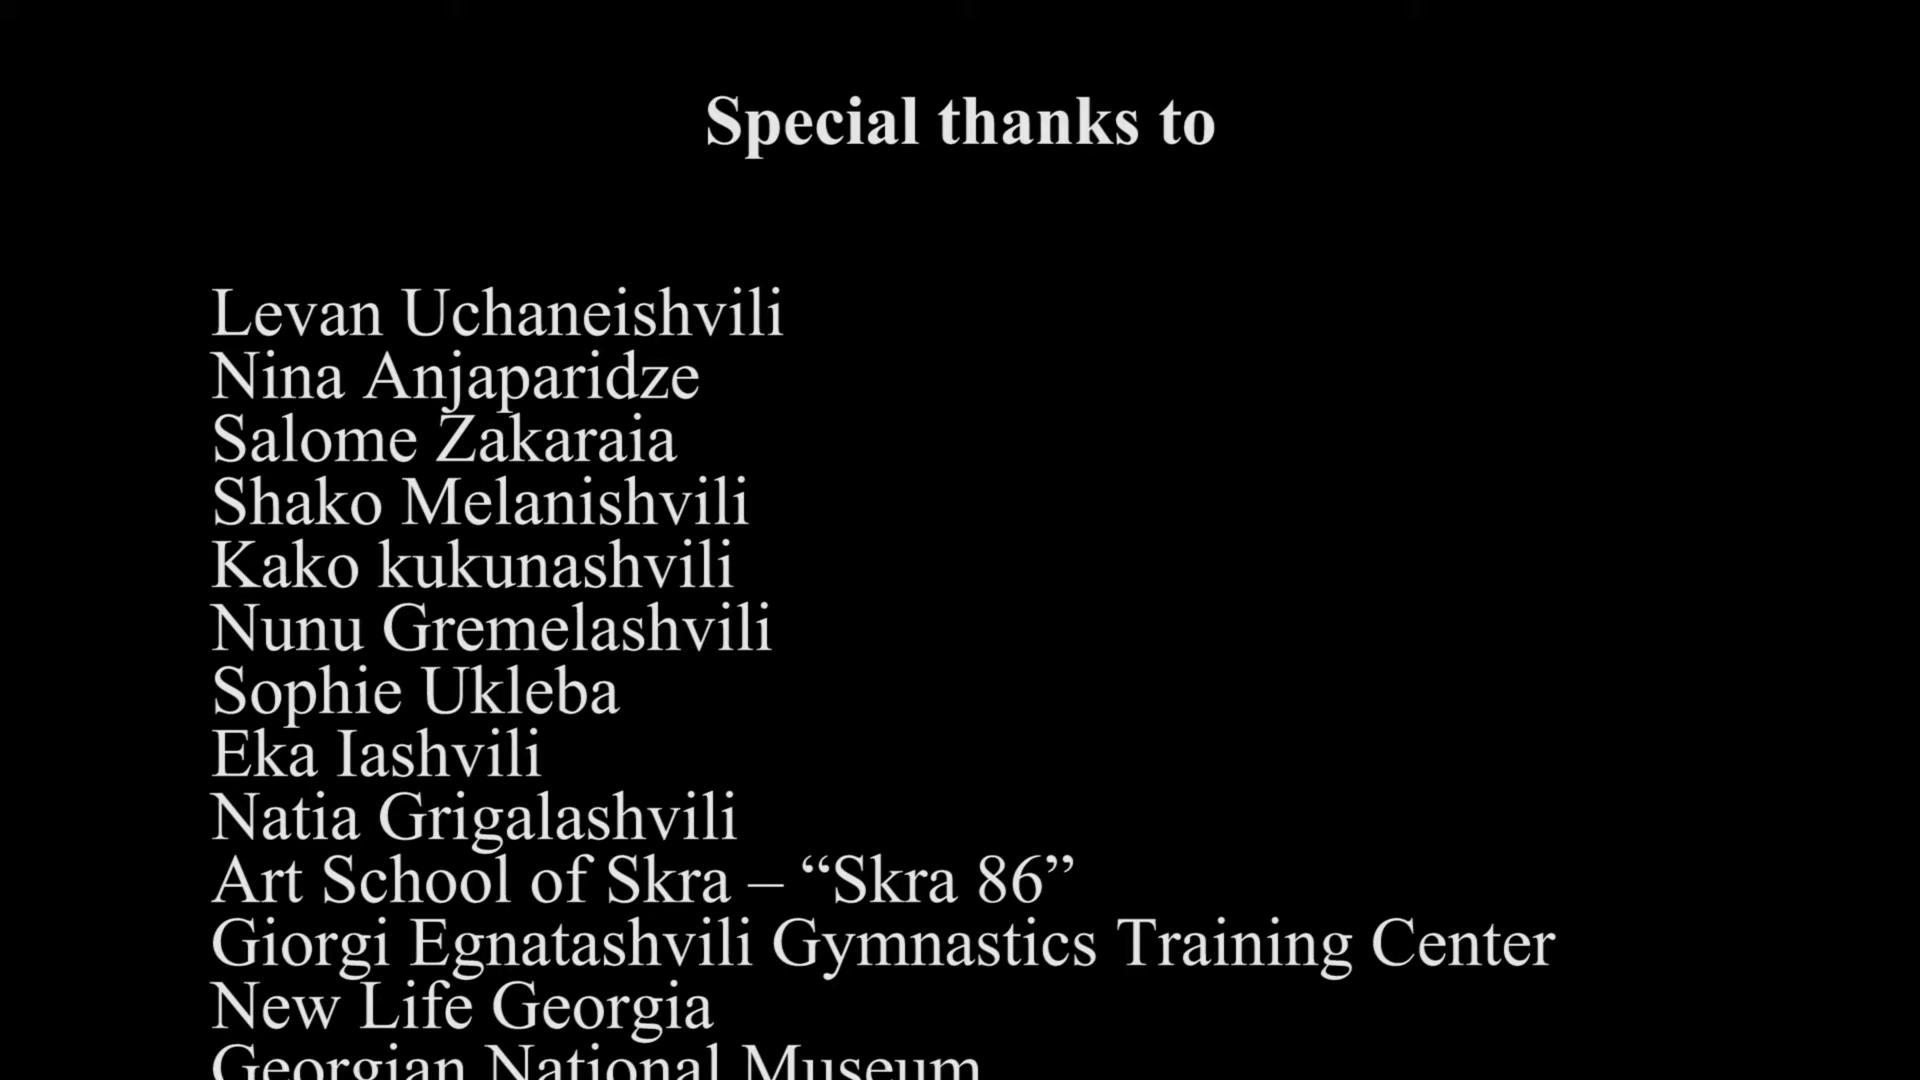 Special thanks to
Levan Uchaneishvili
Nina Anjaparidze
Salome Zakaraia
Shako Melanishvili
Kako kukunashvili
Nunu Gremelashvili
Sophie Ukleba
Eka Iashvili
Natia Grigalashvili
Art School of Skra – “Skra 86”
Giorgi Egnatashvili Gymnastics Training Center
New Life Georgia
Georgian National Museum